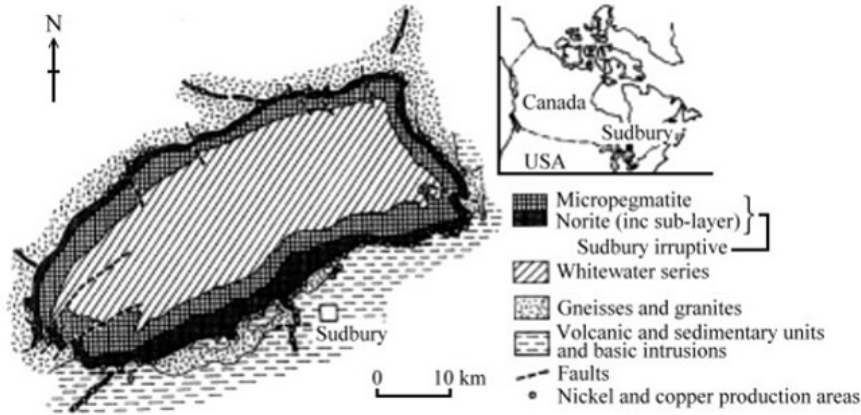 N
Canada
Sudbury
USA
Micropegmatite
Norite (inc sub-layer)
Sudbury irruptive
Whitewater series
Gneisses and granites
Volcanic and sedimentary units
and basic intrusions
Faults
Nickel and copper production areas
Sudbury
0 10 km